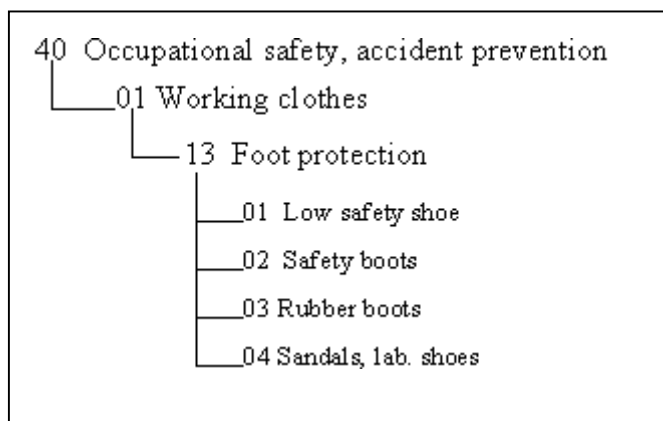 40 Occupational safety, accident prevention
01 Working clothes
13 Foot protection
01 Low safety shoe
02 Safety boots
03 Rubber boots
04 Sandals, lab. shoes